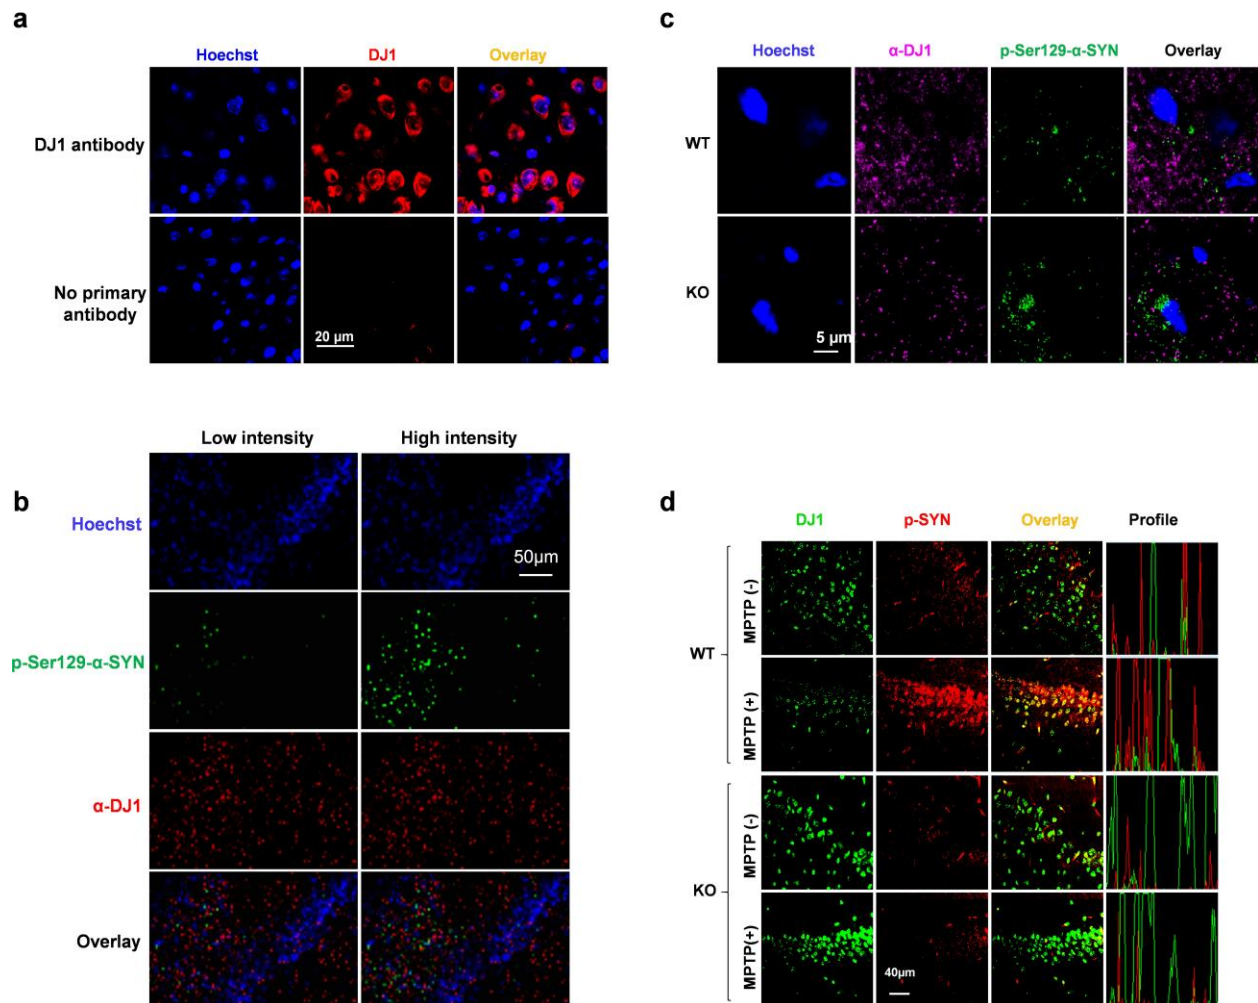 a
Hoechst DJ1 Overlay
DJ1 antibody
No primary
antibody
20 µm
c
Hoechst α-DJ1 p-Ser129-α-SYN Overlay
WT
KO
5 µm
b
Low intensity High intensity
Hoechst
50µm
p-Ser129-α-SYN
α-DJ1
Overlay
d
DJ1 p-SYN Overlay Profile
WT
MPTP (-)
MPTP (+)
KO
MPTP (-)
MPTP(+)
40µm